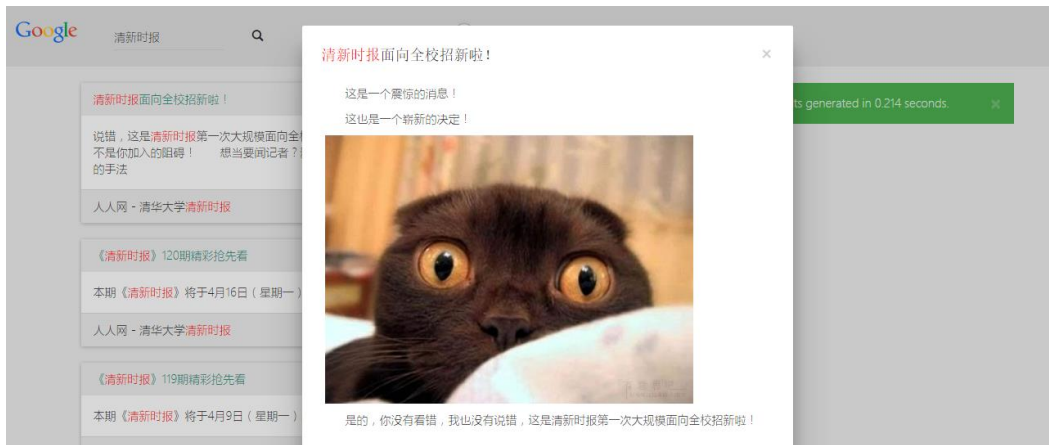 Google
清新时报
清新时报面向全校招新啦！
×
这是一个震惊的消息！
这也是一个崭新的决定！
是的，你没有看错，我也没有说错，这是清新时报第一次大规模面向全校招新啦！
清新时报面向全校招新啦！
说错，这是清新时报第一次大规模面向全
不是你加入的阻碍！ 想当要闻记者？
的手法
人人网 - 清华大学清新时报
《清新时报》120期精彩抢先看
本期《清新时报》将于4月16日（星期一）
人人网 - 清华大学清新时报
《清新时报》119期精彩抢先看
本期《清新时报》将于4月9日（星期一）
ts generated in 0.214 seconds.
×